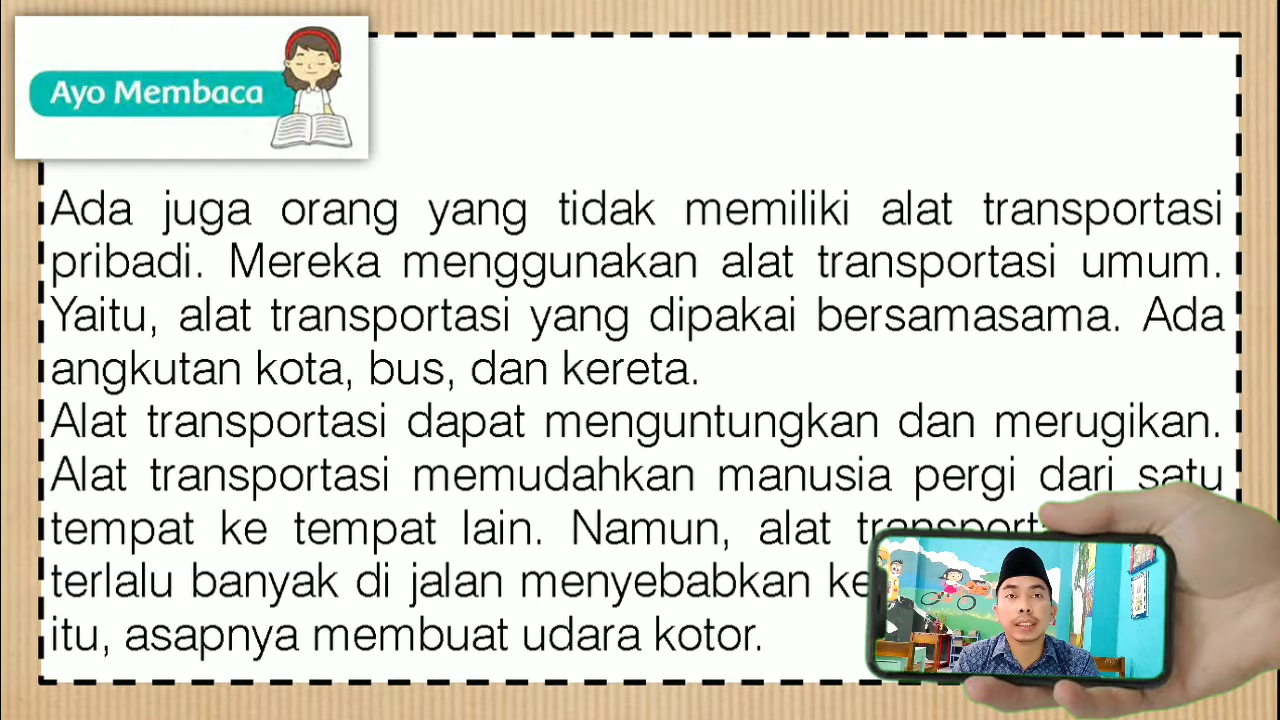 Ayo Membaca
Ada juga orang yang tidak memiliki alat transportasi
pribadi. Mereka menggunakan alat transportasi umum.
Yaitu, alat transportasi yang dipakai bersamasama. Ada
angkutan kota, bus, dan kereta.
Alat transportasi dapat menguntungkan dan merugikan.
Alat transportasi memudahkan manusia pergi dari satu
tempat ke tempat lain. Namun, alat
terlalu banyak di jalan menyebabkan
itu, asapnya membuat udara kotor.